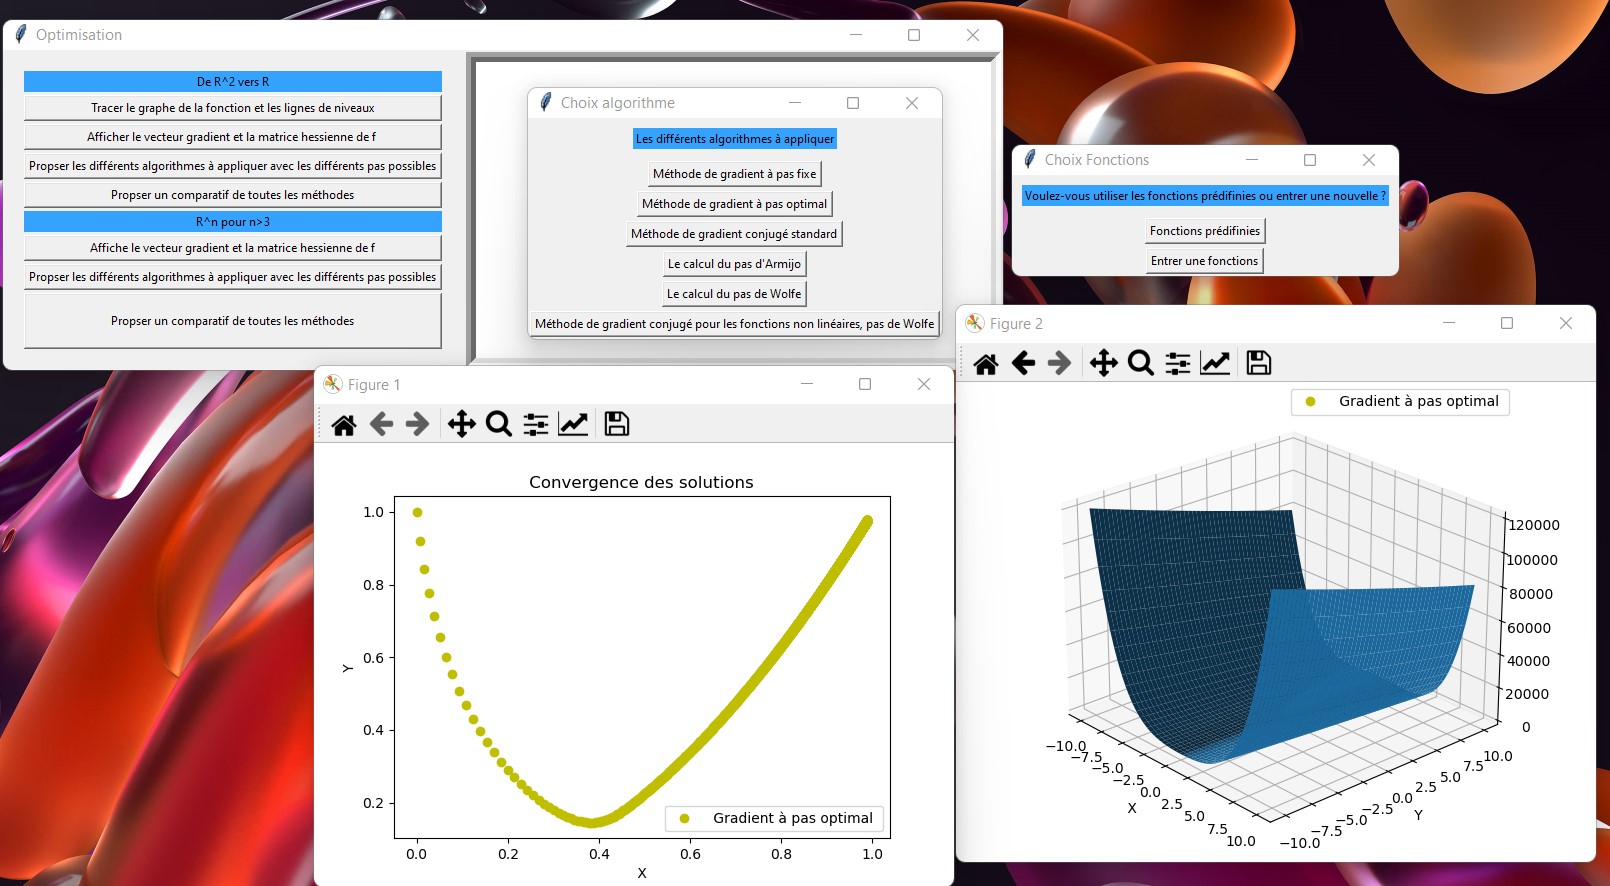 Optimisation
De R^2 vers R
Tracer le graphe de la fonction et les lignes de niveaux
Afficher le vecteur gradient et la matrice hessienne de f
Propser les différents algorithmes à appliquer avec les différents pas possibles
Propser un comparatif de toutes les méthodes
R^n pour n>3
Affiche le vecteur gradient et la matrice hessienne de f
Propser les différents algorithmes à appliquer avec les différents pas possibles
Propser un comparatif de toutes les méthodes
Choix algorithme
Les différents algorithmes à appliquer
Méthode de gradient à pas fixe
Méthode de gradient à pas optimal
Méthode de gradient conjugé standard
Le calcul du pas d'Armijo
Le calcul du pas de Wolfe
Méthode de gradient conjugé pour les fonctions non linéaires, pas de Wolfe
Choix Fonctions
Voulez-vous utiliser les fonctions prédifinies ou entrer une nouvelle ?
Fonctions prédifinies
Entrer une fonctions
Figure 1
Convergence des solutions
1.0
0.8
0.6
0.4
0.2
Y
Gradient à pas optimal
0.0 0.2 0.4 0.6 0.8 1.0
X
Figure 2
Gradient à pas optimal
120000
100000
80000
60000
40000
20000
0
−10.0 −7.5 −5.0 −2.5 0.0 2.5 5.0 7.5 10.0
X
−10.0 −7.5 −5.0 −2.5 0.0 2.5 5.0 7.5 10.0
Y